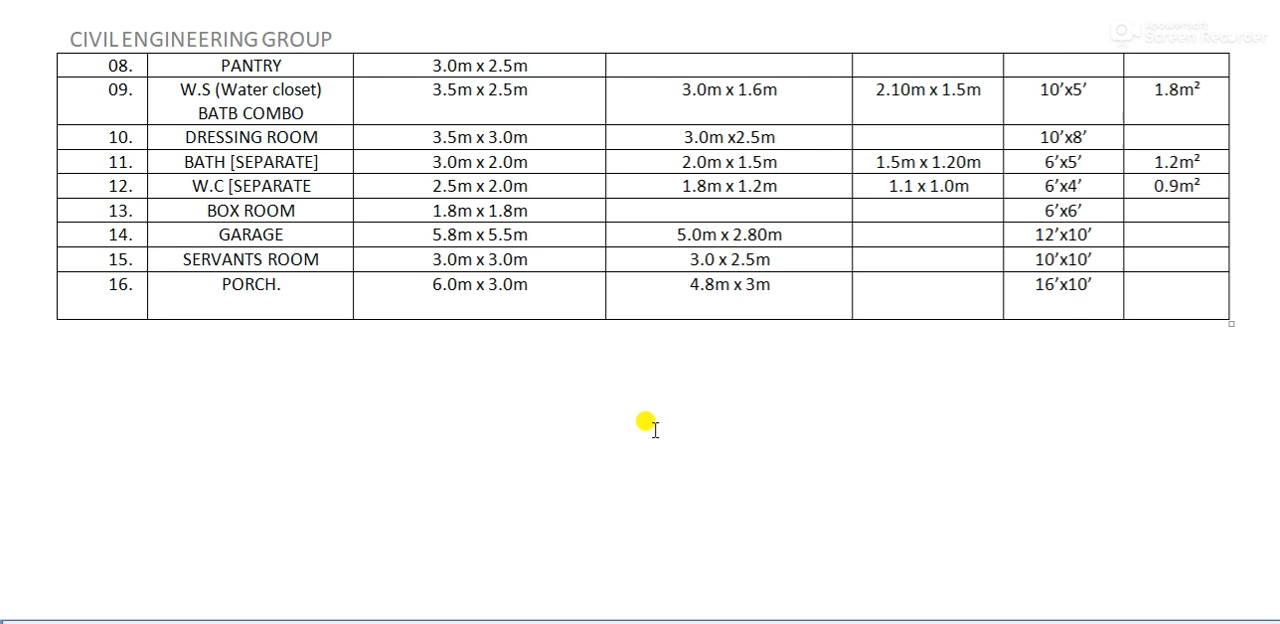 CIVIL ENGINEERING GROUP
Apowersoft
Screen Recorder
08. PANTRY 3.0m x 2.5m
09. W.S (Water closet) 3.5m x 2.5m 3.0m x 1.6m 2.10m x 1.5m 10’x5’ 1.8m²
BATB COMBO
10. DRESSING ROOM 3.5m x 3.0m 3.0m x2.5m 10’x8’
11. BATH [SEPARATE] 3.0m x 2.0m 2.0m x 1.5m 1.5m x 1.20m 6’x5’ 1.2m²
12. W.C [SEPARATE 2.5m x 2.0m 1.8m x 1.2m 1.1 x 1.0m 6’x4’ 0.9m²
13. BOX ROOM 1.8m x 1.8m 6’x6’
14. GARAGE 5.8m x 5.5m 5.0m x 2.80m 12’x10’
15. SERVANTS ROOM 3.0m x 3.0m 3.0 x 2.5m 10’x10’
16. PORCH. 6.0m x 3.0m 4.8m x 3m 16’x10’